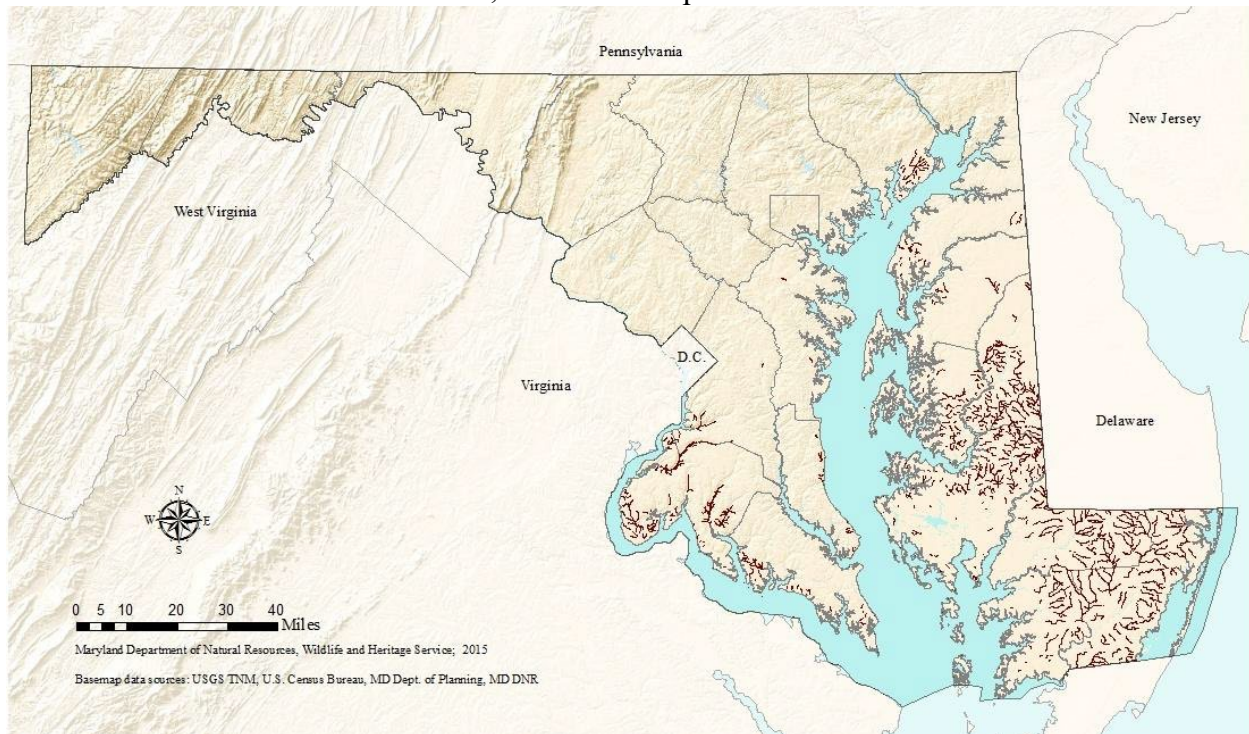 Pennsylvania
New Jersey
West Virginia
D.C.
Virginia
Delaware
N
W E
S
0 5 10 20 30 40
Miles
Maryland Department of Natural Resources, Wildlife and Heritage Service; 2015
Basemap data sources: USGS TNM, U.S. Census Bureau, MD Dept. of Planning, MD DNR